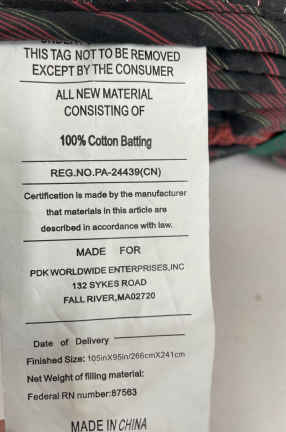 THIS TAG NOT TO BE REMOVED
EXCEPT BY THE CONSUMER
ALL NEW MATERIAL
CONSISTING OF
100% Cotton Batting
REG.NO.PA-24439(CN)
Certification is made by the manufacturer
that materials in this article are
described in accordance with law.
MADE FOR
PDK WORLDWIDE ENTERPRISES,INC
132 SYKES ROAD
FALL RIVER,MA02720
Date of Delivery
Finished Size: 105inX95in/266cmX241cm
Net Weight of filling material:
Federal RN number:87563
MADE IN CHINA